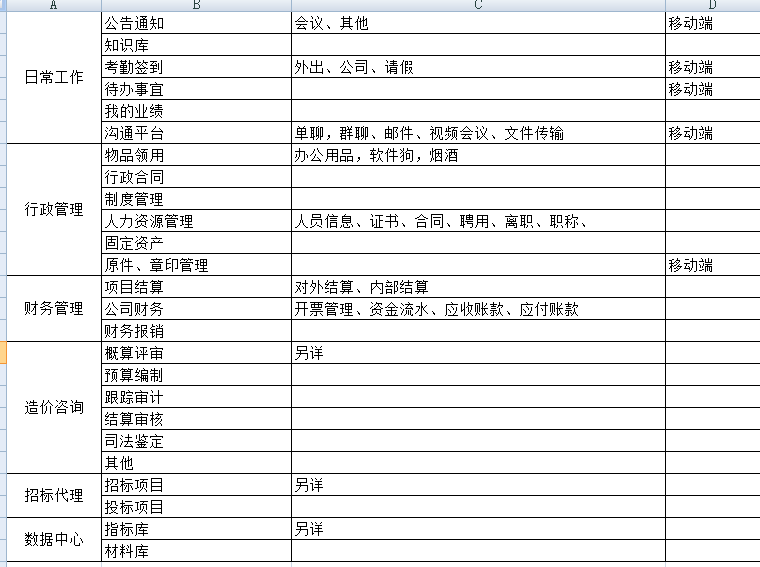 A B C D
日常工作
公告通知 会议、其他 移动端
知识库
考勤签到 外出、公司、请假 移动端
待办事宜 移动端
我的业绩
沟通平台 单聊，群聊、邮件、视频会议、文件传输 移动端
行政管理
物品领用 办公用品，软件狗，烟酒
行政合同
制度管理
人力资源管理 人员信息、证书、合同、聘用、离职、职称、
固定资产
原件、章印管理 移动端
财务管理
项目结算 对外结算、内部结算
公司财务 开票管理、资金流水、应收账款、应付账款
财务报销
造价咨询
概算评审 另详
预算编制
跟踪审计
结算审核
司法鉴定
其他
招标代理
招标项目 另详
投标项目
数据中心
指标库 另详
材料库